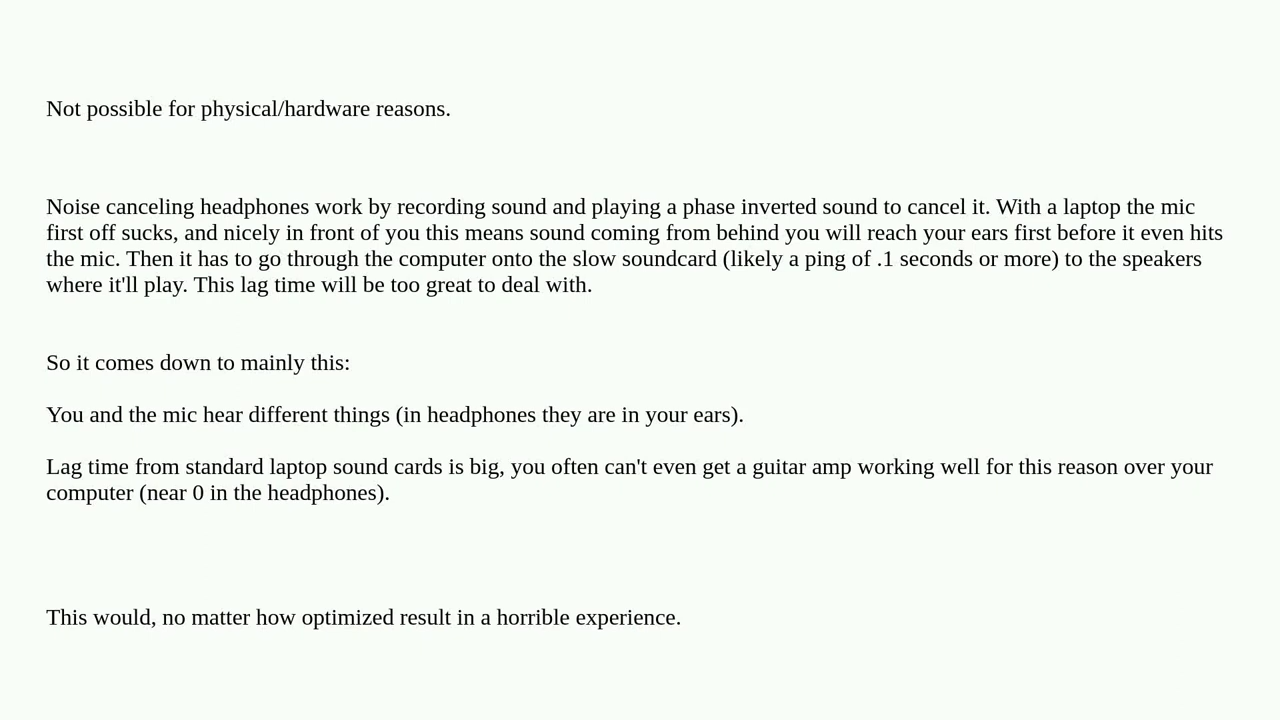 Not possible for physical/hardware reasons.
Noise canceling headphones work by recording sound and playing a phase inverted sound to cancel it. With a laptop the mic
first off sucks, and nicely in front of you this means sound coming from behind you will reach your ears first before it even hits
the mic. Then it has to go through the computer onto the slow soundcard (likely a ping of .1 seconds or more) to the speakers
where it'll play. This lag time will be too great to deal with.
So it comes down to mainly this:
You and the mic hear different things (in headphones they are in your ears).
Lag time from standard laptop sound cards is big, you often can't even get a guitar amp working well for this reason over your
computer (near 0 in the headphones).
This would, no matter how optimized result in a horrible experience.